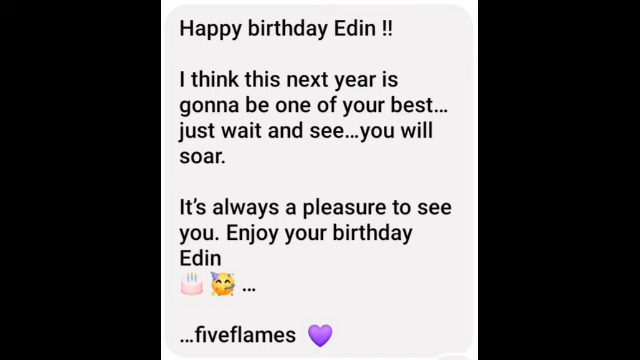 Happy birthday Edin !!
I think this next year is
gonna be one of your best…
just wait and see…you will
soar.
It’s always a pleasure to see
you. Enjoy your birthday
Edin
🎂 🥳 …
…fiveflames 💜